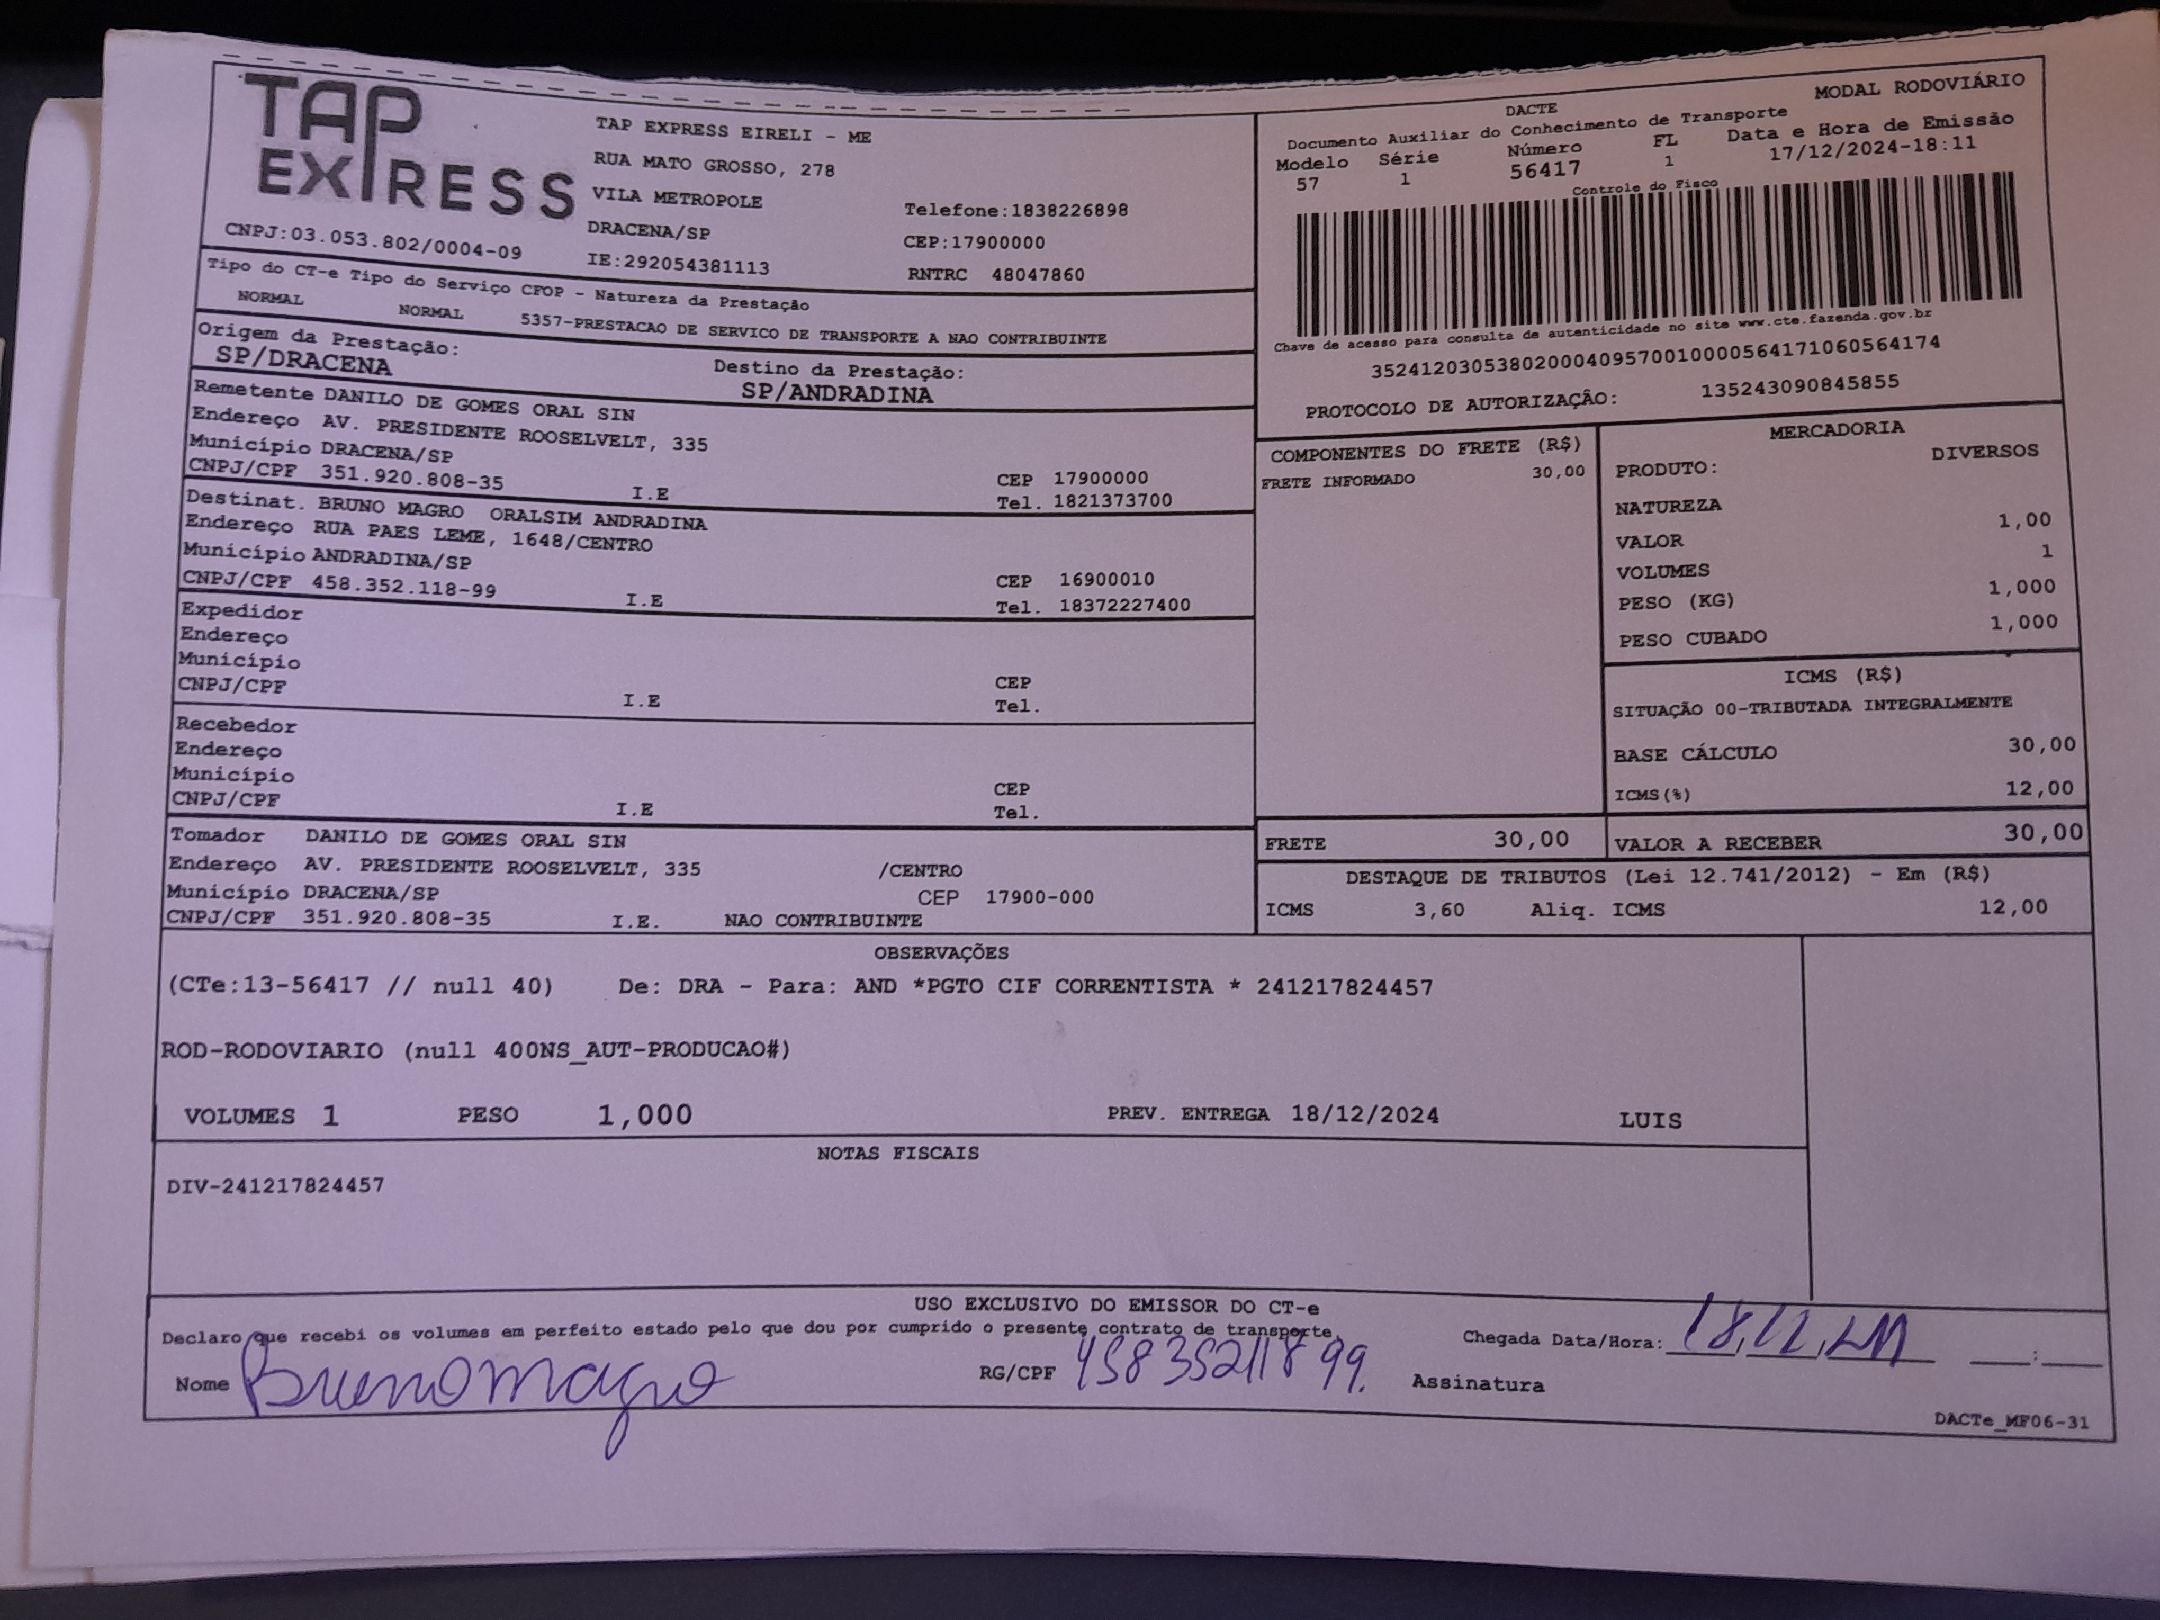 TAP EXPRESS
TAP EXPRESS EIRELI - ME
RUA MATO GROSSO, 278
VILA METROPOLE
Telefone:1838226898
DRACENA/SP
CEP:17900000
CNPJ:03.053.802/0004-09
IE:292054381113
RNTRC 48047860
MODAL RODOVIÁRIO
DACTE
Documento Auxiliar do Conhecimento de Transporte
Modelo Série Número FL Data e Hora de Emissão
57 1 56417 1 17/12/2024-18:11
Controle do Fisco
Chave de acesso para consulta de autenticidade no site www.cte.fazenda.gov.br
35241203053802000409570010000564171060564174
PROTOCOLO DE AUTORIZAÇÃO: 135243090845855
Tipo do CT-e Tipo do Serviço CFOP - Natureza da Prestação
NORMAL NORMAL 5357-PRESTACAO DE SERVICO DE TRANSPORTE A NAO CONTRIBUINTE
Origem da Prestação: Destino da Prestação:
SP/DRACENA SP/ANDRADINA
Remetente DANILO DE GOMES ORAL SIN
Endereço AV. PRESIDENTE ROOSELVELT, 335
Município DRACENA/SP CEP 17900000
CNPJ/CPF 351.920.808-35 I.E Tel. 1821373700
Destinat. BRUNO MAGRO ORALSIM ANDRADINA
Endereço RUA PAES LEME, 1648/CENTRO
Município ANDRADINA/SP CEP 16900010
CNPJ/CPF 458.352.118-99 I.E Tel. 18372227400
Expedidor
Endereço
Município CEP
CNPJ/CPF I.E Tel.
Recebedor
Endereço
Município CEP
CNPJ/CPF I.E Tel.
Tomador DANILO DE GOMES ORAL SIN
Endereço AV. PRESIDENTE ROOSELVELT, 335 /CENTRO
Município DRACENA/SP CEP 17900-000
CNPJ/CPF 351.920.808-35 I.E. NAO CONTRIBUINTE
COMPONENTES DO FRETE (R$)
FRETE INFORMADO 30,00
MERCADORIA
PRODUTO: DIVERSOS
NATUREZA
VALOR 1,00
VOLUMES 1
PESO (KG) 1,000
PESO CUBADO 1,000
ICMS (R$)
SITUAÇÃO 00-TRIBUTADA INTEGRALMENTE
BASE CÁLCULO 30,00
ICMS(%) 12,00
FRETE 30,00 VALOR A RECEBER 30,00
DESTAQUE DE TRIBUTOS (Lei 12.741/2012) - Em (R$)
ICMS 3,60 Aliq. ICMS 12,00
OBSERVAÇÕES
(CTe:13-56417 // null 40) De: DRA - Para: AND *PGTO CIF CORRENTISTA * 241217824457
ROD-RODOVIARIO (null 400NS_AUT-PRODUCAO#)
VOLUMES 1 PESO 1,000 PREV. ENTREGA 18/12/2024 LUIS
NOTAS FISCAIS
DIV-241217824457
USO EXCLUSIVO DO EMISSOR DO CT-e
Declaro que recebi os volumes em perfeito estado pelo que dou por cumprido o presente contrato de transporte.
Chegada Data/Hora: 18,12, :
Nome Bruno magro RG/CPF 45835211899. Assinatura
DACTe_MF06-31